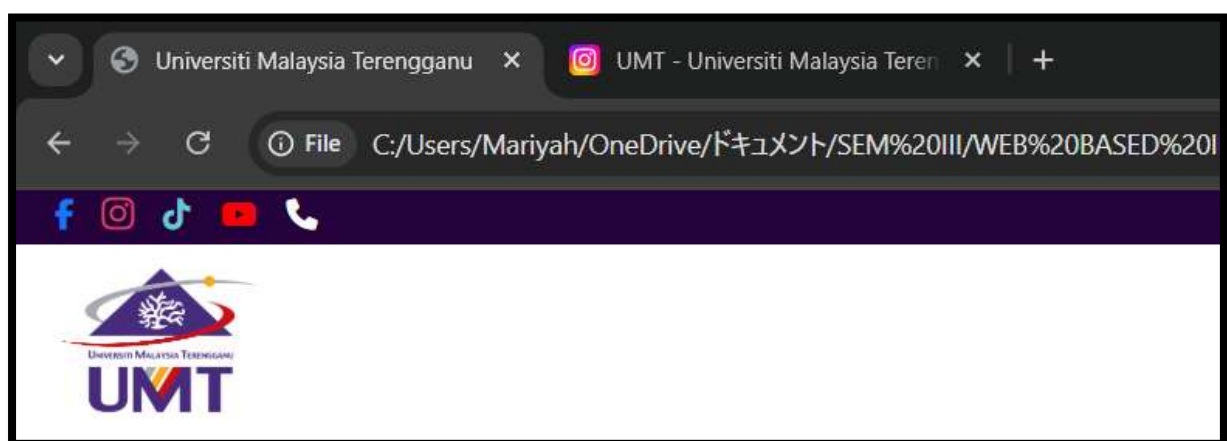 Universiti Malaysia Terengganu
UMT - Universiti Malaysia Teren
File C:/Users/Mariyah/OneDrive/ドキュメント/SEM%20III/WEB%20BASED%20I
UNIVERSITI MALAYSIA TERENGGANU
UMT